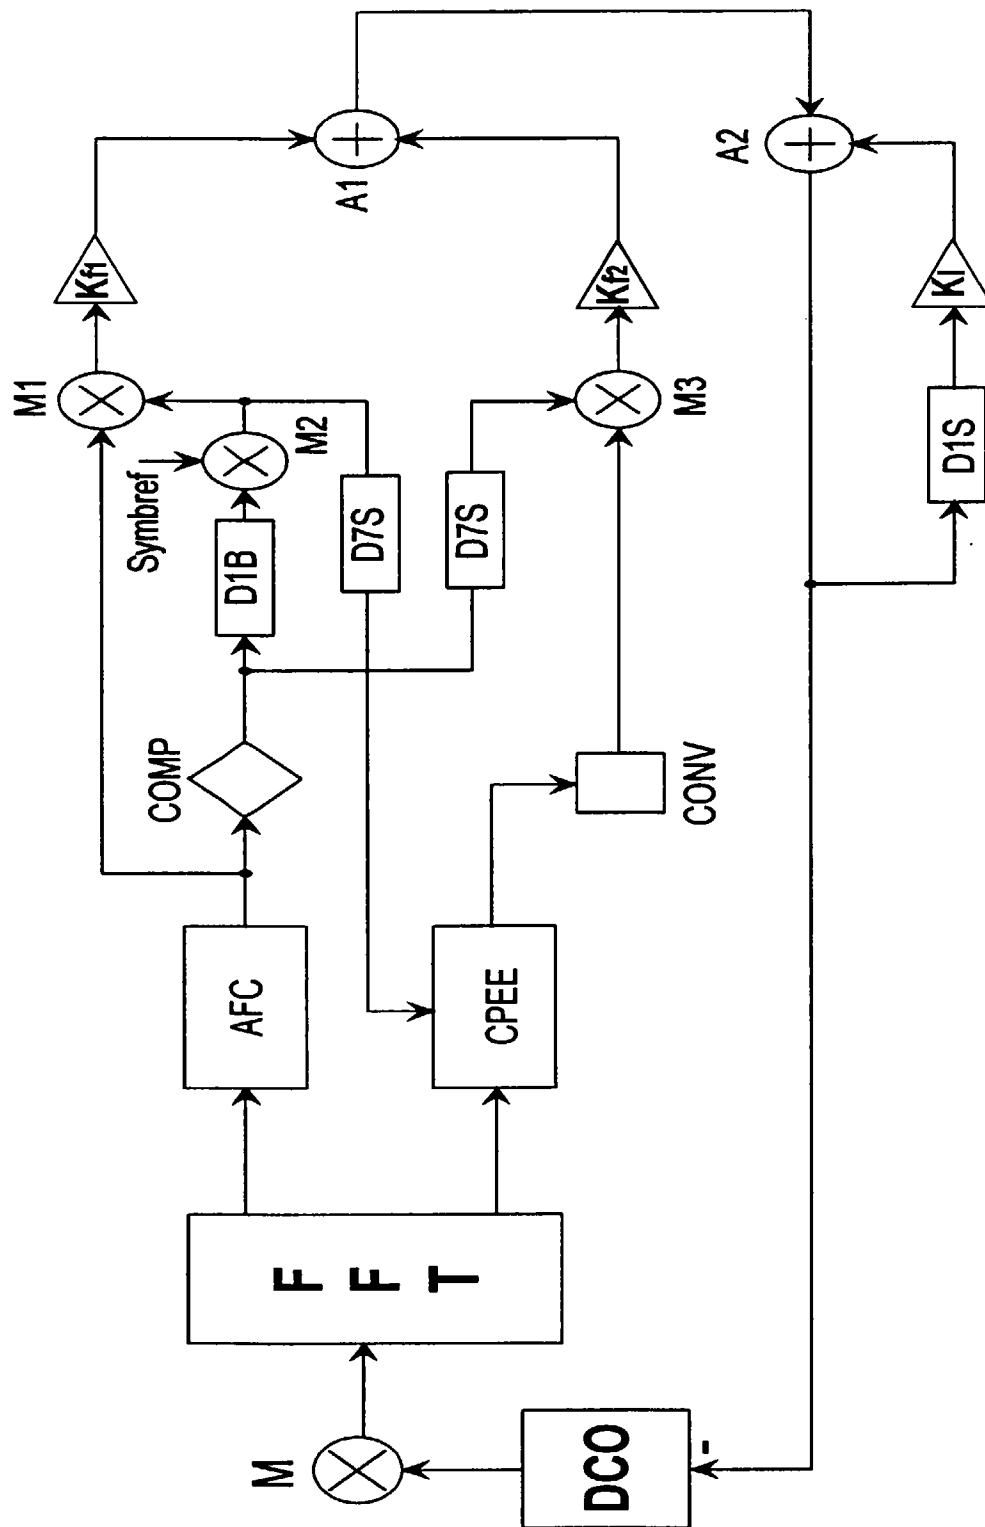 M
DCO
-
F
F
T
AFC
CPEE
COMP
CONV
D1B
Symbref
M2
D7S
D7S
M1
M3
Kf1
Kf2
A1
A2
D1S
KI